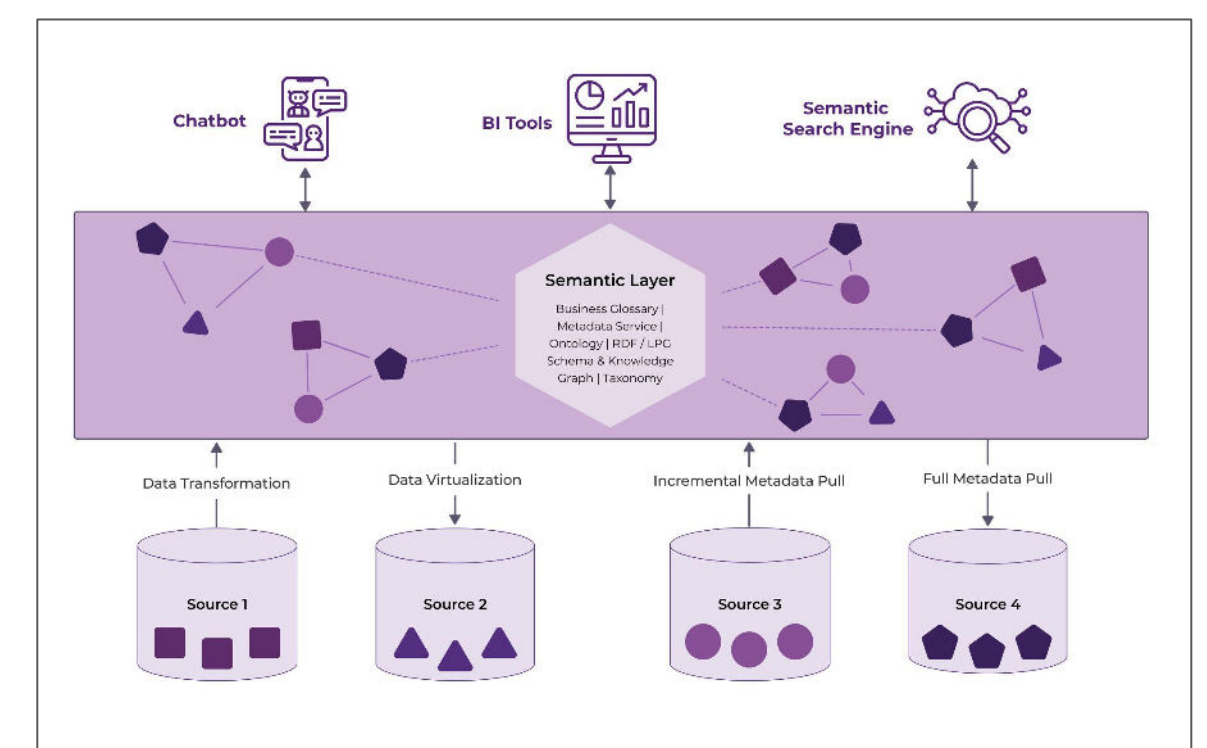 Chatbot
BI Tools
Semantic
Search Engine
Semantic Layer
Business Glossary |
Metadata Service |
Ontology | RDF / LPG
Schema & Knowledge
Graph | Taxonomy
Data Transformation
Data Virtualization
Incremental Metadata Pull
Full Metadata Pull
Source 1
Source 2
Source 3
Source 4